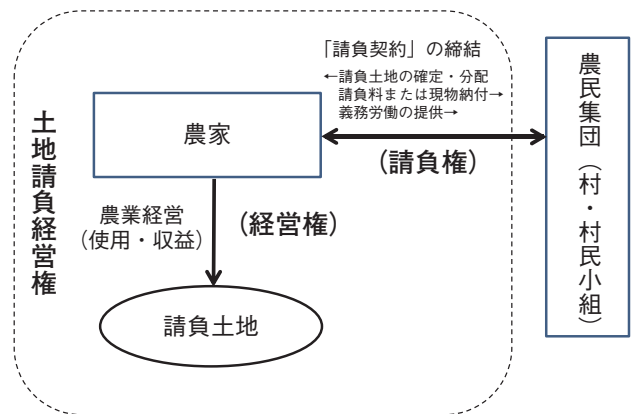 「請負契約」の締結
←請負土地の確定・分配
請負料または現物納付→
義務労働の提供→
農家
(請負権)
農業経営
（使用・収益）
(経営権)
請負土地
土地請負経営権
農民集団（村・村民小組）